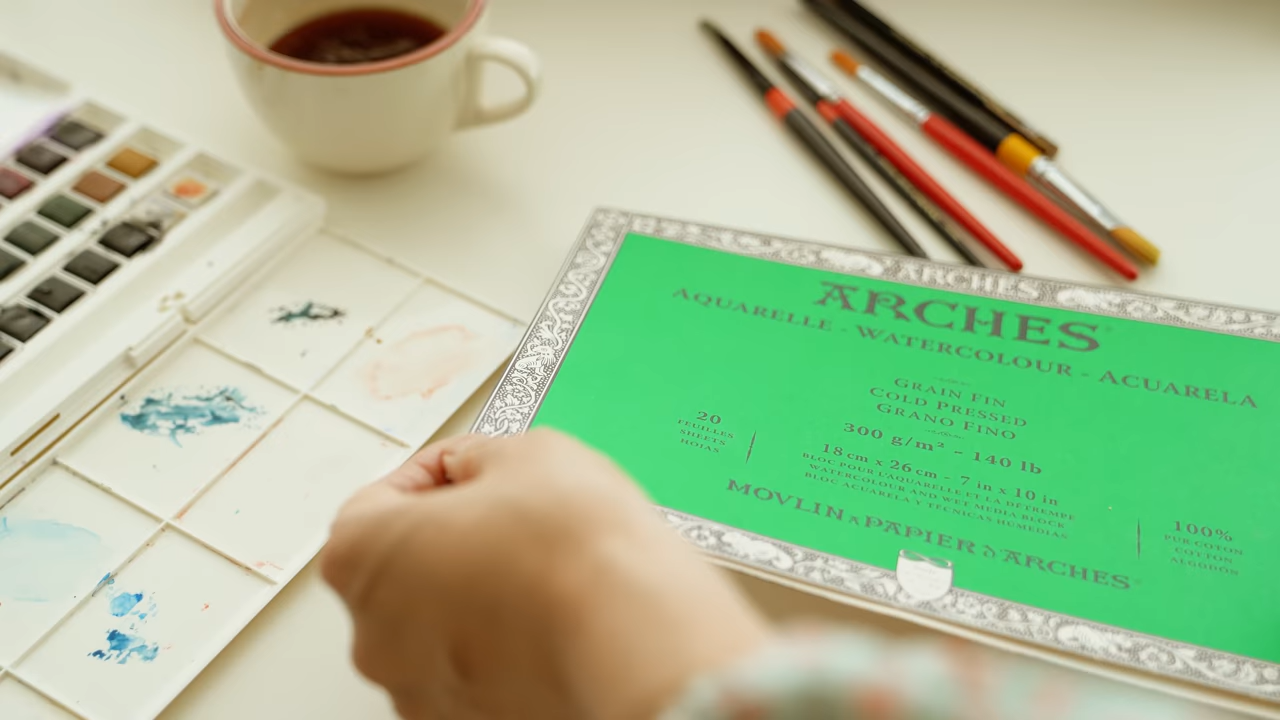 ARCHES
ARCHES
AQUARELLE - WATERCOLOUR - ACUARELA
GRAIN FIN
COLD PRESSED
GRANO FINO
300 g/m² - 140 lb
18 cm x 26 cm - 7 in x 10 in
BLOC POUR L'AQUARELLE ET LA DÉTREMPE
WATERCOLOUR AND WET MEDIA BLOCK
BLOC ACUARELA Y TÉCNICAS HÚMEDAS
20
FEUILLES
SHEETS
HOJAS
100%
PUR COTON
COTTON
ALGODÓN
MOVLIN A PAPIER D'ARCHES